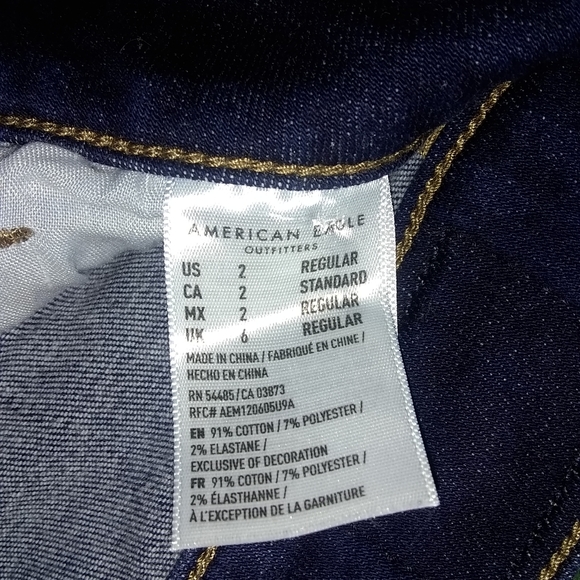 AMERICAN EAGLE
OUTFITTERS
US 2 REGULAR
CA 2 STANDARD
MX 2 REGULAR
UK 6 REGULAR
MADE IN CHINA / FABRIQUÉ EN CHINE /
HECHO EN CHINA
RN 54485/CA 03873
RFC# AEM120605U9A
EN 91% COTTON / 7% POLYESTER /
2% ELASTANE /
EXCLUSIVE OF DECORATION
FR 91% COTON / 7% POLYESTER /
2% ÉLASTHANNE /
À L'EXCEPTION DE LA GARNITURE